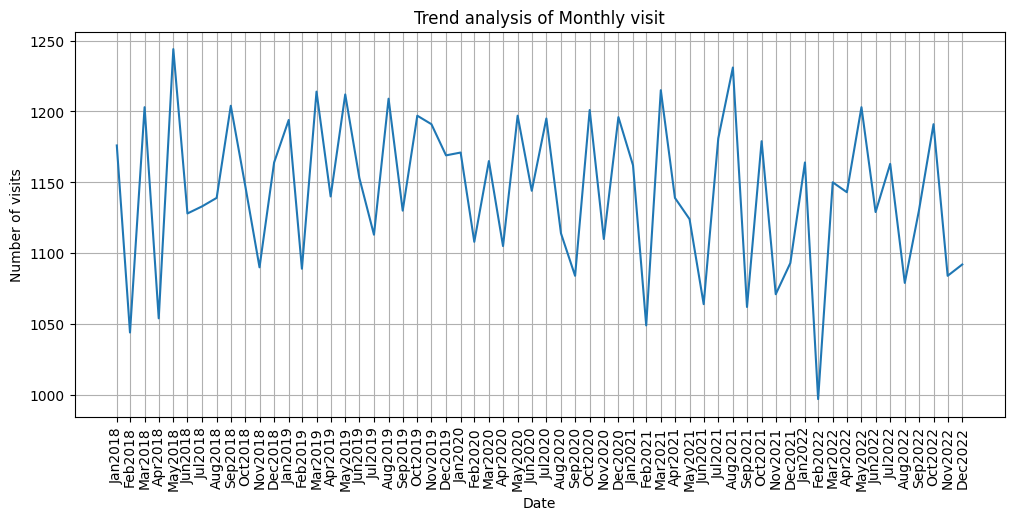 Trend analysis of Monthly visit
Number of visits
1250
1200
1150
1100
1050
1000
Jan2018
Feb2018
Mar2018
Apr2018
May2018
Jun2018
Jul2018
Aug2018
Sep2018
Oct2018
Nov2018
Dec2018
Jan2019
Feb2019
Mar2019
Apr2019
May2019
Jun2019
Jul2019
Aug2019
Sep2019
Oct2019
Nov2019
Dec2019
Jan2020
Feb2020
Mar2020
Apr2020
May2020
Jun2020
Jul2020
Aug2020
Sep2020
Oct2020
Nov2020
Dec2020
Jan2021
Feb2021
Mar2021
Apr2021
May2021
Jun2021
Jul2021
Aug2021
Sep2021
Oct2021
Nov2021
Dec2021
Jan2022
Feb2022
Mar2022
Apr2022
May2022
Jun2022
Jul2022
Aug2022
Sep2022
Oct2022
Nov2022
Dec2022
Date